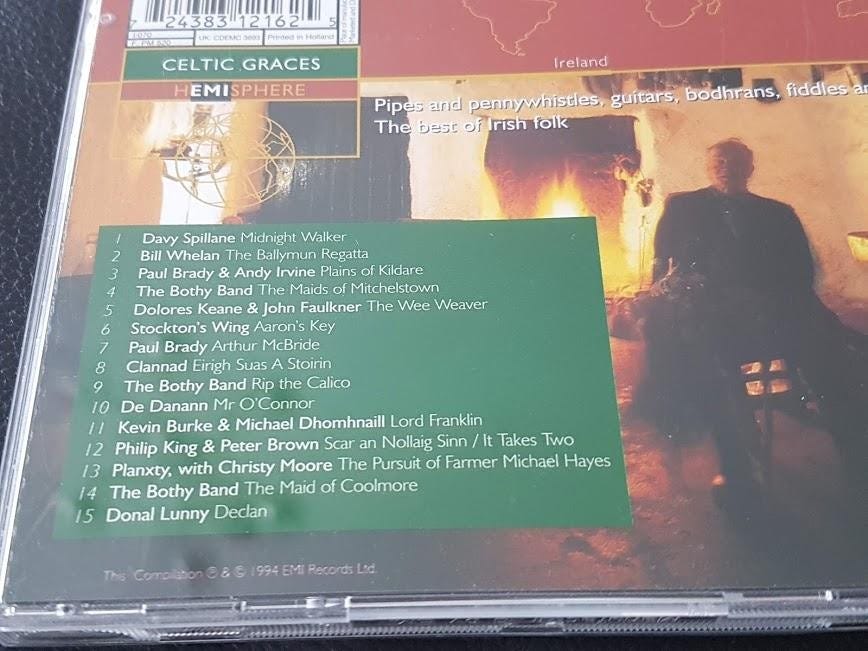 7 24383 12162 5
UK: CDEMC 3693
Printed in Holland
CELTIC GRACES
HEMISPHERE
Ireland
Pipes and pennywhistles, guitars, bodhrans, fiddles
The best of Irish folk
1 Davy Spillane Midnight Walker
2 Bill Whelan The Ballymun Regatta
3 Paul Brady & Andy Irvine Plains of Kildare
4 The Bothy Band The Maids of Mitchelstown
5 Dolores Keane & John Faulkner The Wee Weaver
6 Stockton's Wing Aaron's Key
7 Paul Brady Arthur McBride
8 Clannad Eirigh Suas A Stoirin
9 The Bothy Band Rip the Calico
10 De Danann Mr O'Connor
11 Kevin Burke & Michael Dhomhnaill Lord Franklin
12 Philip King & Peter Brown Scar an Nollaig Sinn / It Takes Two
13 Planxty, with Christy Moore The Pursuit of Farmer Michael Hayes
14 The Bothy Band The Maid of Coolmore
15 Donal Lunny Declan
This Compilation ℗ & © 1994 EMI Records Ltd.